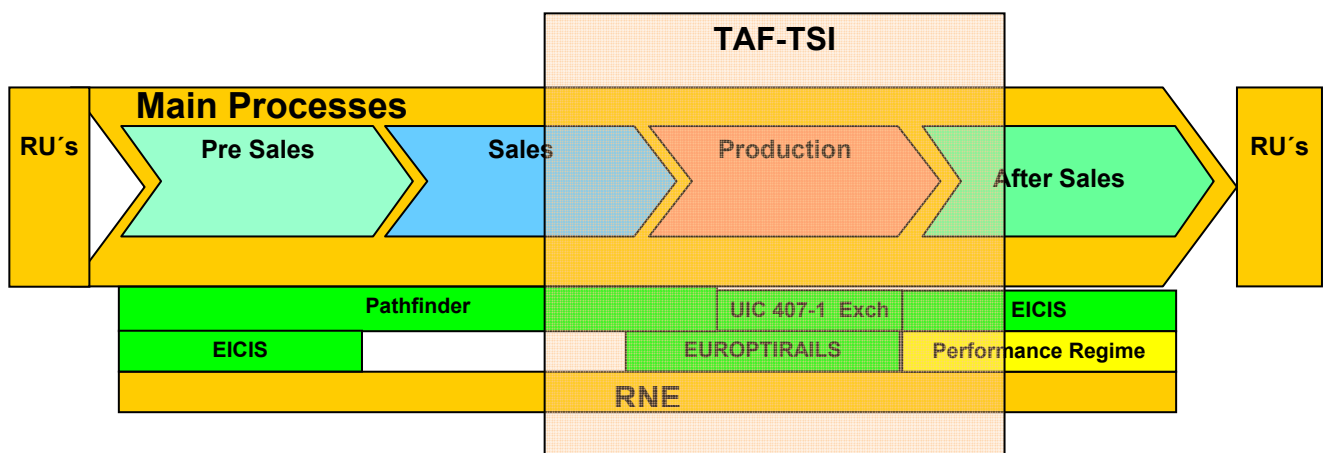 TAF-TSI
Main Processes
RU´s
Pre Sales
Sales
Production
After Sales
RU´s
Pathfinder
UIC 407-1 Exch
EICIS
EICIS
EUROPTIRAILS
Performance Regime
RNE